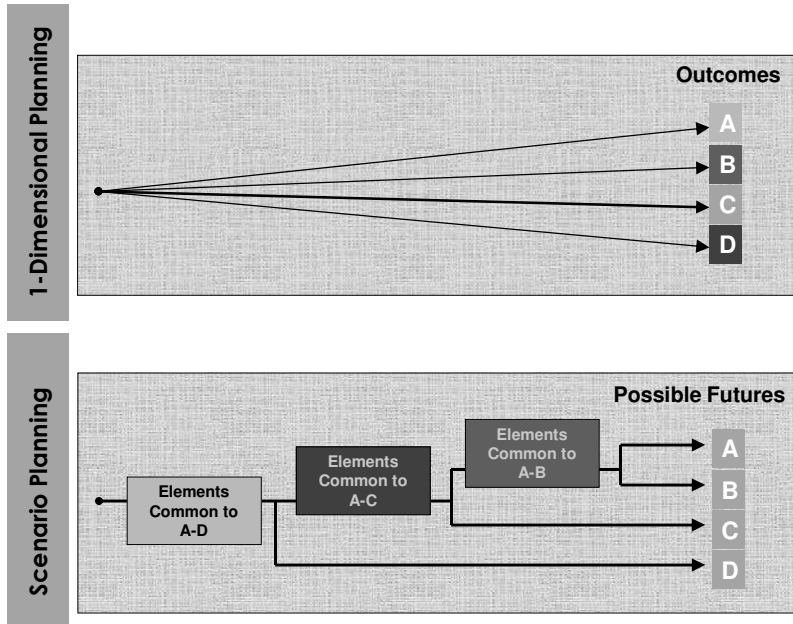 1-Dimensional Planning
Outcomes
A
B
C
D
Scenario Planning
Possible Futures
Elements
Common to
A-D
Elements
Common to
A-C
Elements
Common to
A-B
A
B
C
D